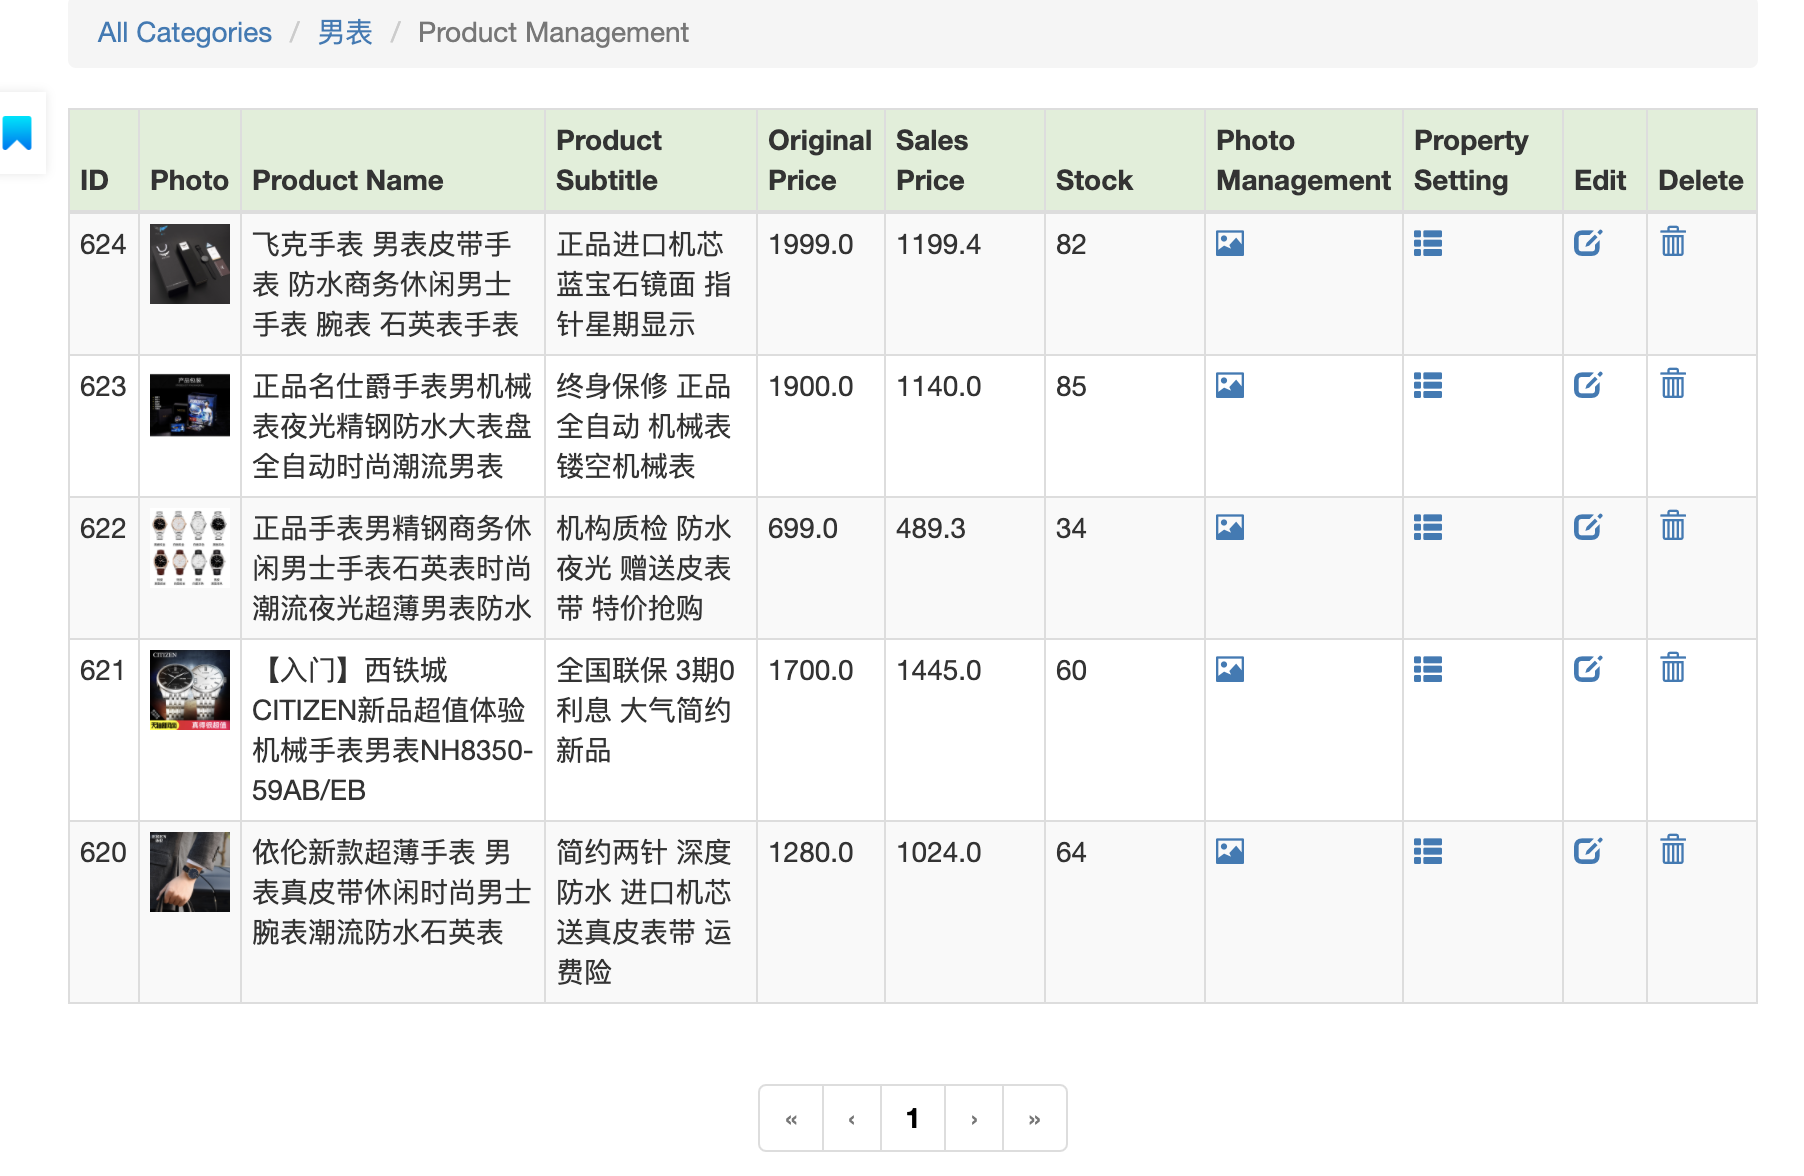 All Categories / 男表 / Product Management
ID Photo Product Name Product Subtitle Original Price Sales Price Stock Photo Management Property Setting Edit Delete
624 飞克手表 男表皮带手 正品进口机芯 1999.0 1199.4 82
表 防水商务休闲男士 蓝宝石镜面 指
手表 腕表 石英表手表 针星期显示
产品包装
623 正品名仕爵手表男机械 终身保修 正品 1900.0 1140.0 85
表夜光精钢防水大表盘 全自动 机械表
全自动时尚潮流男表 镂空机械表
622 正品手表男精钢商务休 机构质检 防水 699.0 489.3 34
闲男士手表石英表时尚 夜光 赠送皮表
潮流夜光超薄男表防水 带 特价抢购
CITIZEN
621 【入门】西铁城 全国联保 3期0 1700.0 1445.0 60
CITIZEN新品超值体验 利息 大气简约
机械手表男表NH8350- 新品
59AB/EB
620 依伦新款超薄手表 男 简约两针 深度 1280.0 1024.0 64
表真皮带休闲时尚男士 防水 进口机芯
腕表潮流防水石英表 送真皮表带 运
费险
« ‹ 1 › »